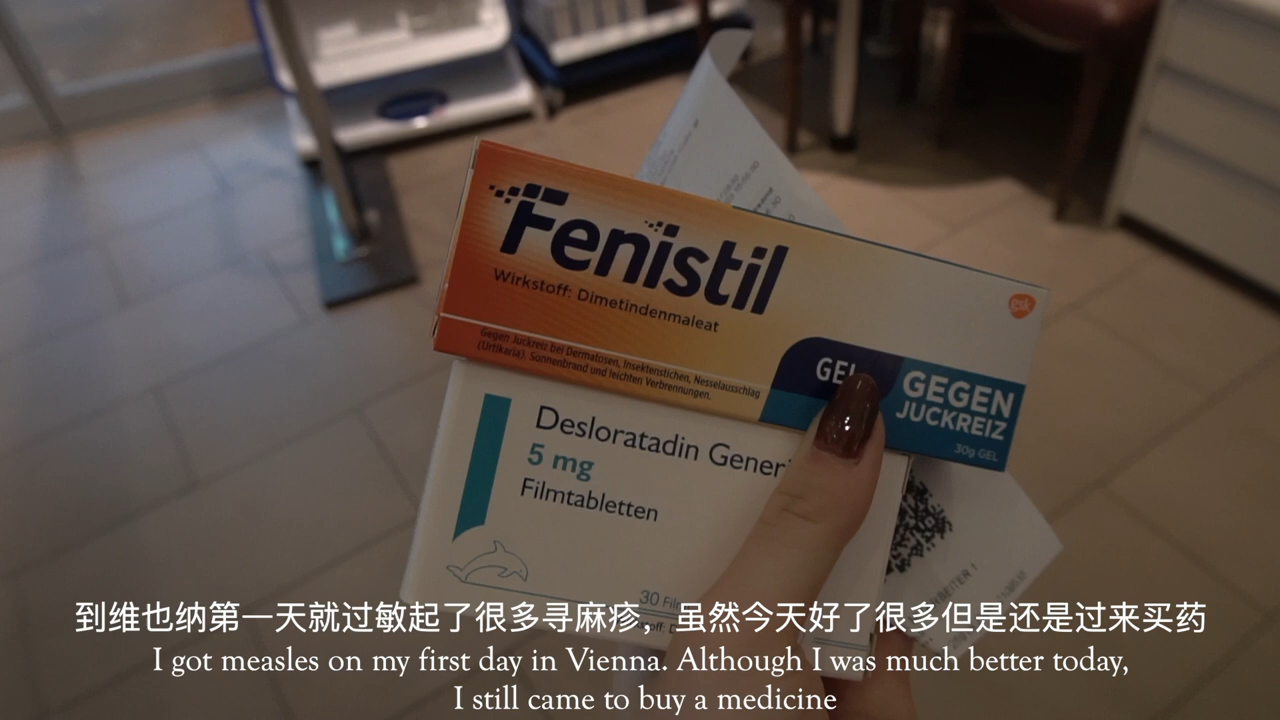 Fenistil
Wirkstoff: Dimetindenmaleat
gsk
Gegen Juckreiz bei Dermatosen, Insektenstichen, Nesselausschlag
(Urtikaria), Sonnenbrand und leichten Verbrennungen.
GEL
GEGEN
JUCKREIZ
30g GEL
Desloratadin
5 mg
Filmtabletten
30
到维也纳第一天就过敏起了很多寻麻疹，虽然今天好了很多但是还是过来买药
I got measles on my first day in Vienna. Although I was much better today,
I still came to buy a medicine